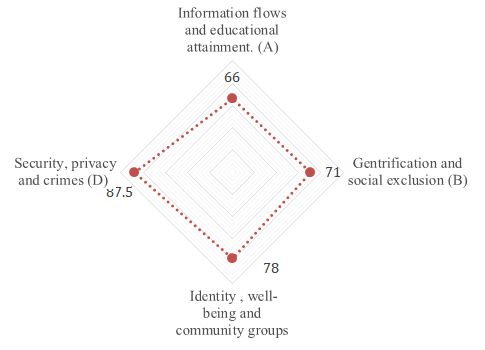 Information flows
and educational
attainment. (A)
66
Security, privacy
and crimes (D)
87.5
71
Gentrification and
social exclusion (B)
78
Identity , well-
being and
community groups